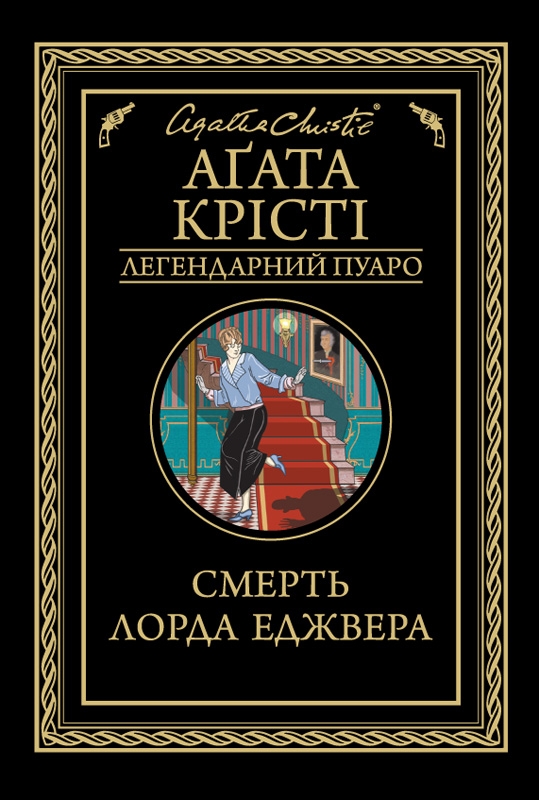 Agatha Christie®
АҐАТА
КРІСТІ
ЛЕГЕНДАРНИЙ ПУАРО
СМЕРТЬ
ЛОРДА ЕДЖВЕРА